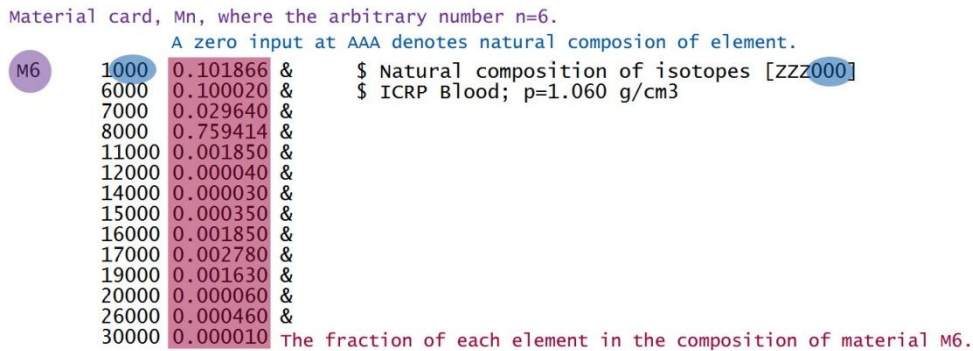 Material card, Mn, where the arbitrary number n=6.
A zero input at AAA denotes natural composion of element.
M6 1000 0.101866 & $ Natural composition of isotopes [ZZZ000]
6000 0.100020 & $ ICRP Blood; p=1.060 g/cm3
7000 0.029640 &
8000 0.759414 &
11000 0.001850 &
12000 0.000040 &
14000 0.000030 &
15000 0.000350 &
16000 0.001850 &
17000 0.002780 &
19000 0.001630 &
20000 0.000060 &
26000 0.000460 &
30000 0.000010 The fraction of each element in the composition of material M6.